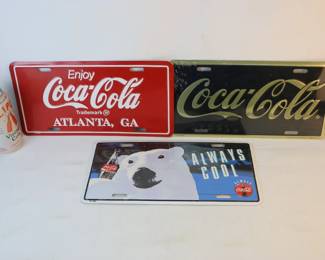 Enjoy
Coca-Cola
Trademark ®
ATLANTA, GA
Coca-Cola
ALWAYS
COOL